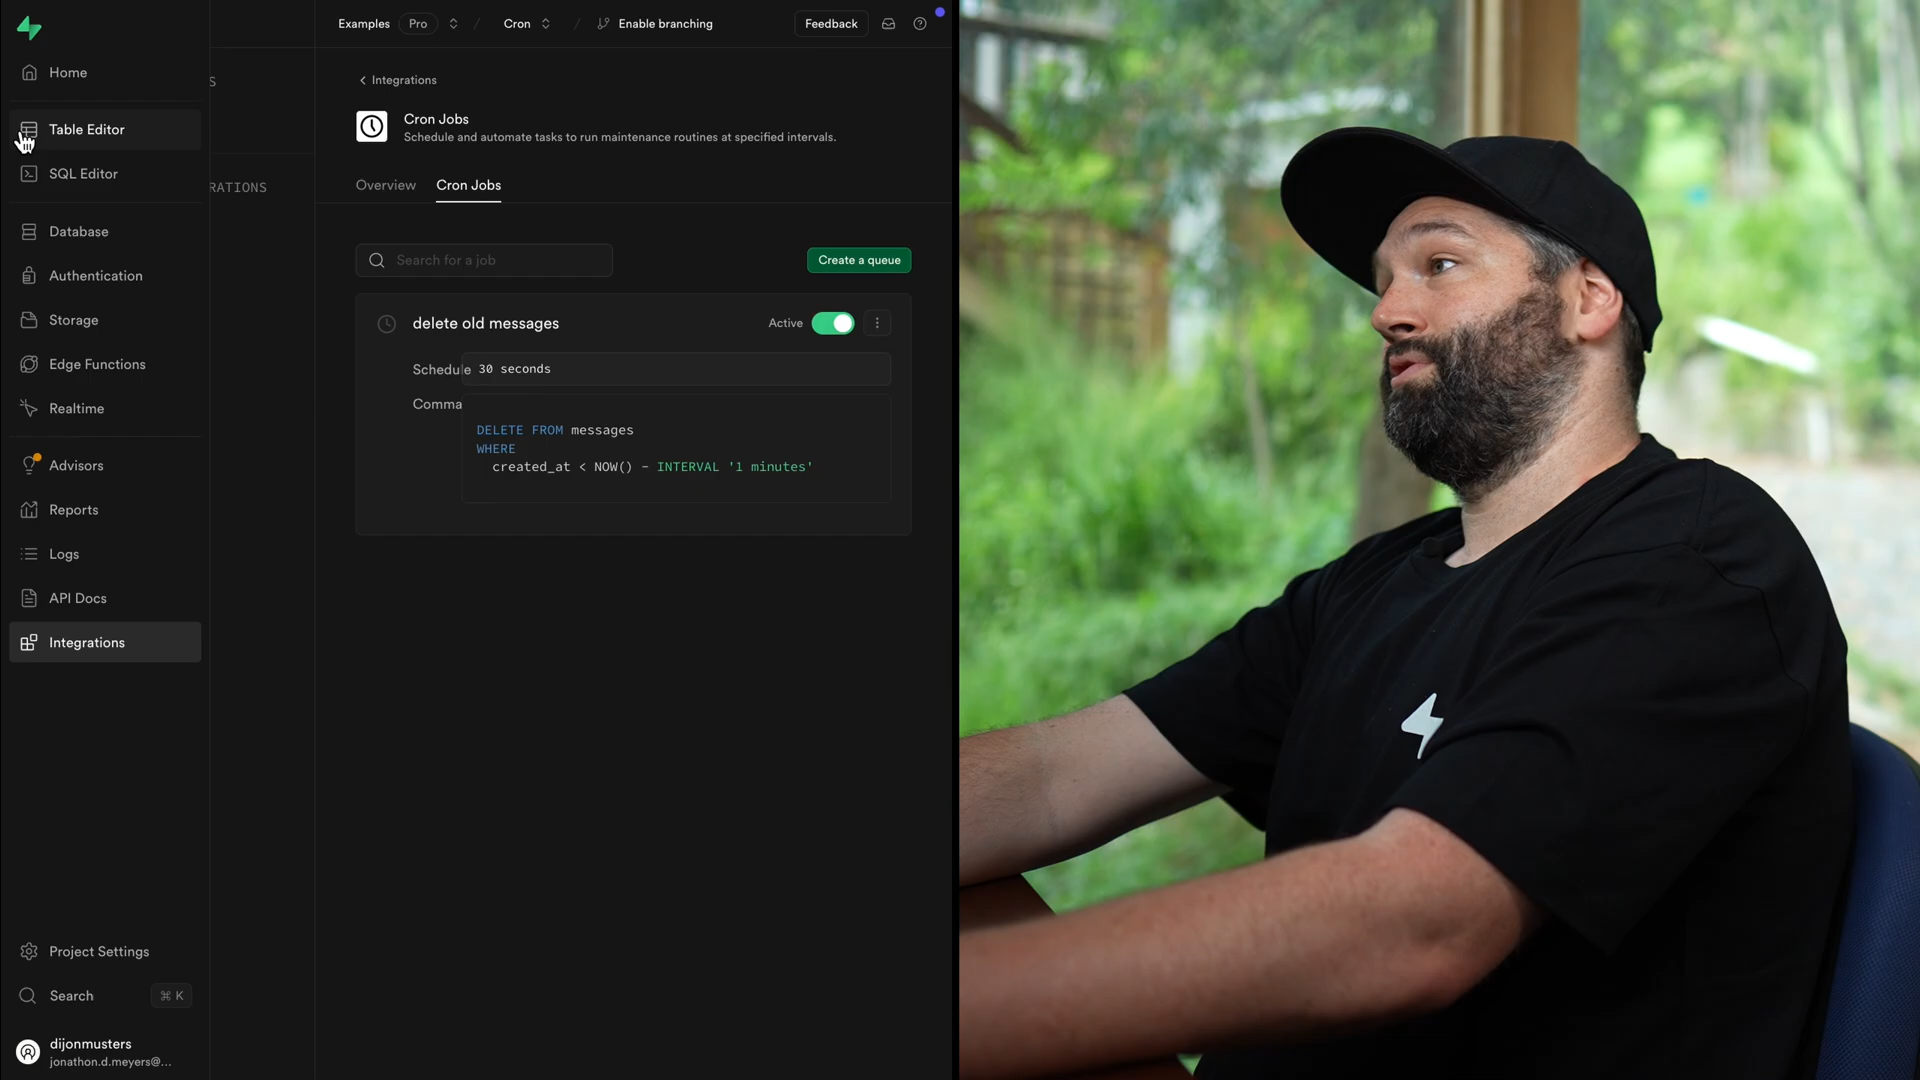 Home
Table Editor
SQL Editor
Database
Authentication
Storage
Edge Functions
Realtime
Advisors
Reports
Logs
API Docs
Integrations
Project Settings
Search
⌘ K
dijonmusters
jonathon.d.meyers@...
S
RATIONS
Examples Pro / Cron / Enable branching
Feedback
Integrations
Cron Jobs
Schedule and automate tasks to run maintenance routines at specified intervals.
Overview Cron Jobs
Search for a job
Create a queue
delete old messages
Active
Schedule 30 seconds
Comma
DELETE FROM messages
WHERE
created_at < NOW() - INTERVAL '1 minutes'